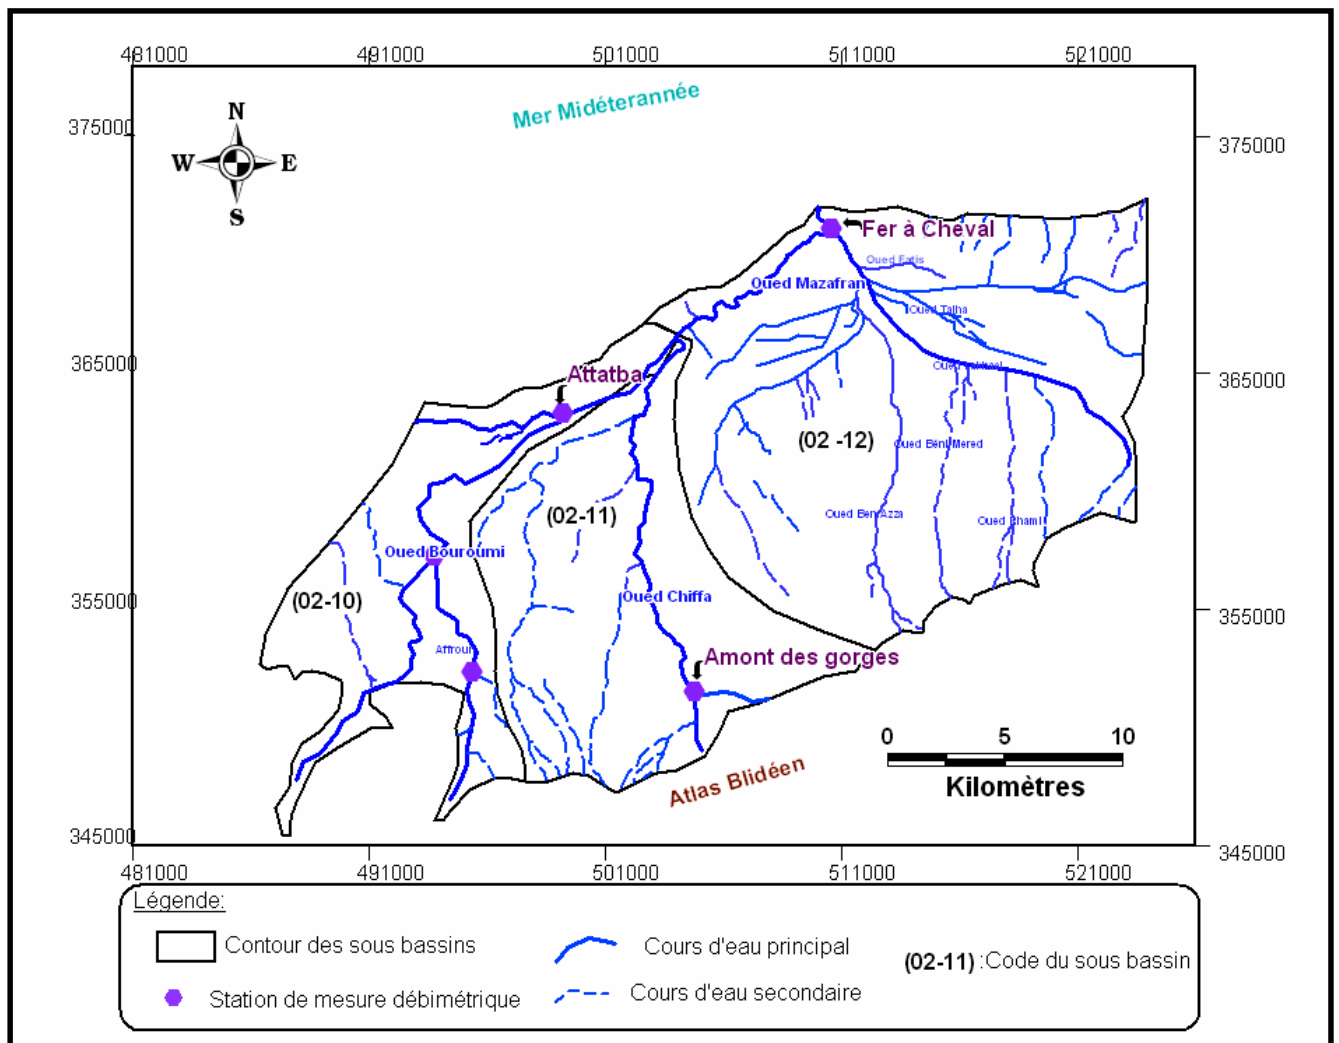 481000 491000 501000 511000 521000
Mer Midéterannée
N
W E
S
375000 375000
Fer à Cheval
Oued Fatis
Oued Mazafran
Oued Talha
365000 365000
Attatba
(02 -12)
Oued Béni Mered
(02-11)
Oued Ben Azza
Oued Khamli
Oued Bouroumi
(02-10)
Oued Chiffa
355000 355000
Affroun
Amont des gorges
0 5 10
Kilomètres
Atlas Blidéen
345000 345000
481000 491000 501000 511000 521000
Légende:
Contour des sous bassins
Cours d'eau principal
(02-11) :Code du sous bassin
Station de mesure débimétrique
Cours d'eau secondaire